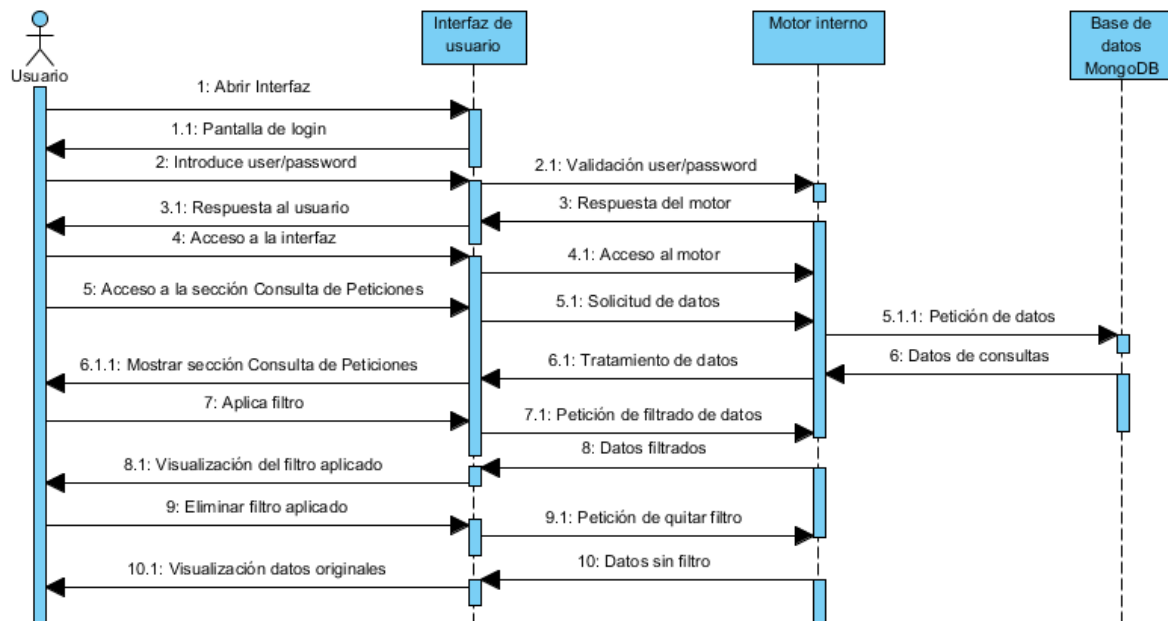 Usuario
Interfaz de
usuario
Motor interno
Base de
datos
MongoDB
1: Abrir Interfaz
1.1: Pantalla de login
2: Introduce user/password
2.1: Validación user/password
3: Respuesta del motor
3.1: Respuesta al usuario
4: Acceso a la interfaz
4.1: Acceso al motor
5: Acceso a la sección Consulta de Peticiones
5.1: Solicitud de datos
5.1.1: Petición de datos
6: Datos de consultas
6.1: Tratamiento de datos
6.1.1: Mostrar sección Consulta de Peticiones
7: Aplica filtro
7.1: Petición de filtrado de datos
8: Datos filtrados
8.1: Visualización del filtro aplicado
9: Eliminar filtro aplicado
9.1: Petición de quitar filtro
10: Datos sin filtro
10.1: Visualización datos originales